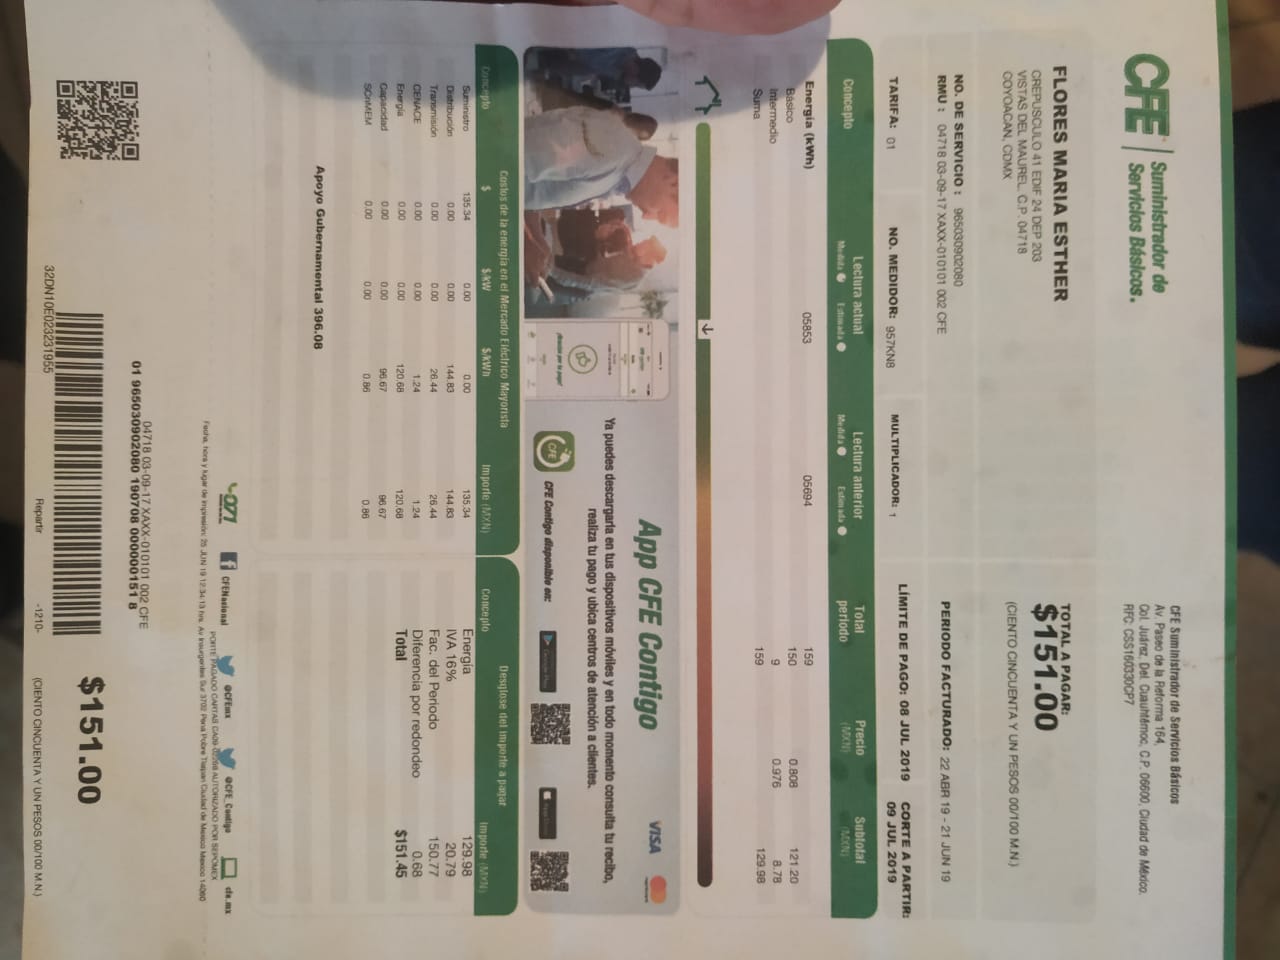 CFE Suministrador de
Servicios Básicos.
CFE Suministrador de Servicios Básicos
Av. Paseo de la Reforma 164,
Col. Juárez, Del. Cuauhtémoc, C.P. 06600, Ciudad de México.
RFC: CSS160330CP7
FLORES MARIA ESTHER
CREPUSCULO 41 EDIF 24 DEP 203
VISTAS DEL MAUREL, C.P. 04718
COYOACAN, CDMX
TOTAL A PAGAR:
$151.00
(CIENTO CINCUENTA Y UN PESOS 00/100 M.N.)
NO. DE SERVICIO : 965030902080
RMU : 04718 03-09-17 XAXX-010101 002 CFE
PERIODO FACTURADO: 22 ABR 19 - 21 JUN 19
TARIFA: 01 NO. MEDIDOR: 957KN8 MULTIPLICADOR: 1
LÍMITE DE PAGO: 08 JUL 2019
CORTE A PARTIR:
09 JUL 2019
Concepto Lectura actual Lectura anterior Total periodo Precio (MXN) Subtotal (MXN)
Medida Estimada Medida Estimada
Energía (kWh) 05853 05694 159
Básico 150 0.808 121.20
Intermedio 9 0.976 8.78
Suma 159 129.98
App CFE Contigo
VISA
Ya puedes descargarla en tus dispositivos móviles y en todo momento consulta tu recibo,
realiza tu pago y ubica centros de atención a clientes.
CFE
CFE Contigo disponible en:
Google Play
App Store
Costos de la energía en el Mercado Eléctrico Mayorista
Concepto $ $/kW $/kWh Importe (MXN)
Suministro 135.34 0.00 0.00 135.34
Distribución 0.00 0.00 144.83 144.83
Transmisión 0.00 0.00 26.44 26.44
CENACE 0.00 0.00 1.24 1.24
Energía 0.00 0.00 120.68 120.68
Capacidad 0.00 0.00 96.67 96.67
SCnMEM 0.00 0.00 0.86 0.86
Apoyo Gubernamental 396.08
Desglose del importe a pagar
Concepto Importe (MXN)
Energía 129.98
IVA 16% 20.79
Fac. del Periodo 150.77
Diferencia por redondeo 0.68
Total $151.45
071
CFENacional
@CFEmx
@CFE_Contigo
cfe.mx
PORTE PAGADO CARTAS CA09-02268 AUTORIZADO POR SEPOMEX
Fecha, hora y lugar de impresión: 25 JUN 19 12:34:13 hrs. Av Insurgentes Sur 3702 Pena Pobre Tlalpan Ciudad de Mexico Mexico 14060
04718 03-09-17 XAXX-010101 002 CFE
01 965030902080 190708 000000151 8
32DN10E023231955
Repartir
-1210-
$151.00
(CIENTO CINCUENTA Y UN PESOS 00/100 M.N.)